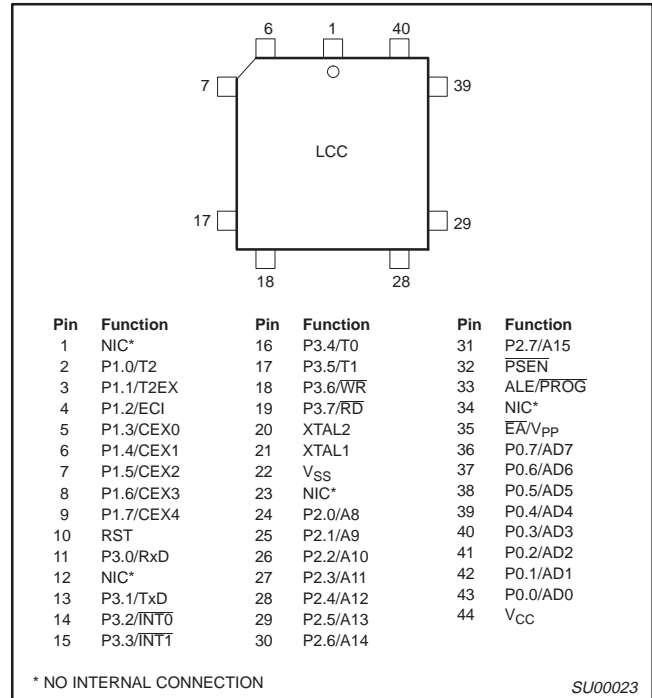 6 1 40
7 39
LCC
17 29
18 28
Pin Function Pin Function Pin Function
1 NIC* 16 P3.4/T0 31 P2.7/A15
2 P1.0/T2 17 P3.5/T1 32 P̅S̅E̅N̅
3 P1.1/T2EX 18 P3.6/W̅R̅ 33 ALE/P̅R̅O̅G̅
4 P1.2/ECI 19 P3.7/R̅D̅ 34 NIC*
5 P1.3/CEX0 20 XTAL2 35 E̅A̅/VPP
6 P1.4/CEX1 21 XTAL1 36 P0.7/AD7
7 P1.5/CEX2 22 VSS 37 P0.6/AD6
8 P1.6/CEX3 23 NIC* 38 P0.5/AD5
9 P1.7/CEX4 24 P2.0/A8 39 P0.4/AD4
10 RST 25 P2.1/A9 40 P0.3/AD3
11 P3.0/RxD 26 P2.2/A10 41 P0.2/AD2
12 NIC* 27 P2.3/A11 42 P0.1/AD1
13 P3.1/TxD 28 P2.4/A12 43 P0.0/AD0
14 P3.2/I̅N̅T̅0̅ 29 P2.5/A13 44 VCC
15 P3.3/I̅N̅T̅1̅ 30 P2.6/A14
* NO INTERNAL CONNECTION SU00023